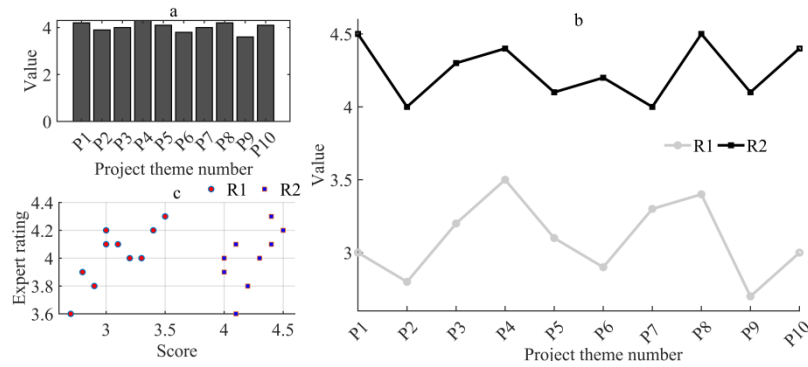 a
4
2
0
Value
P1 P2 P3 P4 P5 P6 P7 P8 P9 P10
Project theme number
c
R1 R2
4.2
4
3.8
3.6
Expert rating
3 3.5 4 4.5
Score
b
4.5
4
3.5
3
Value
R1 R2
P1 P2 P3 P4 P5 P6 P7 P8 P9 P10
Project theme number